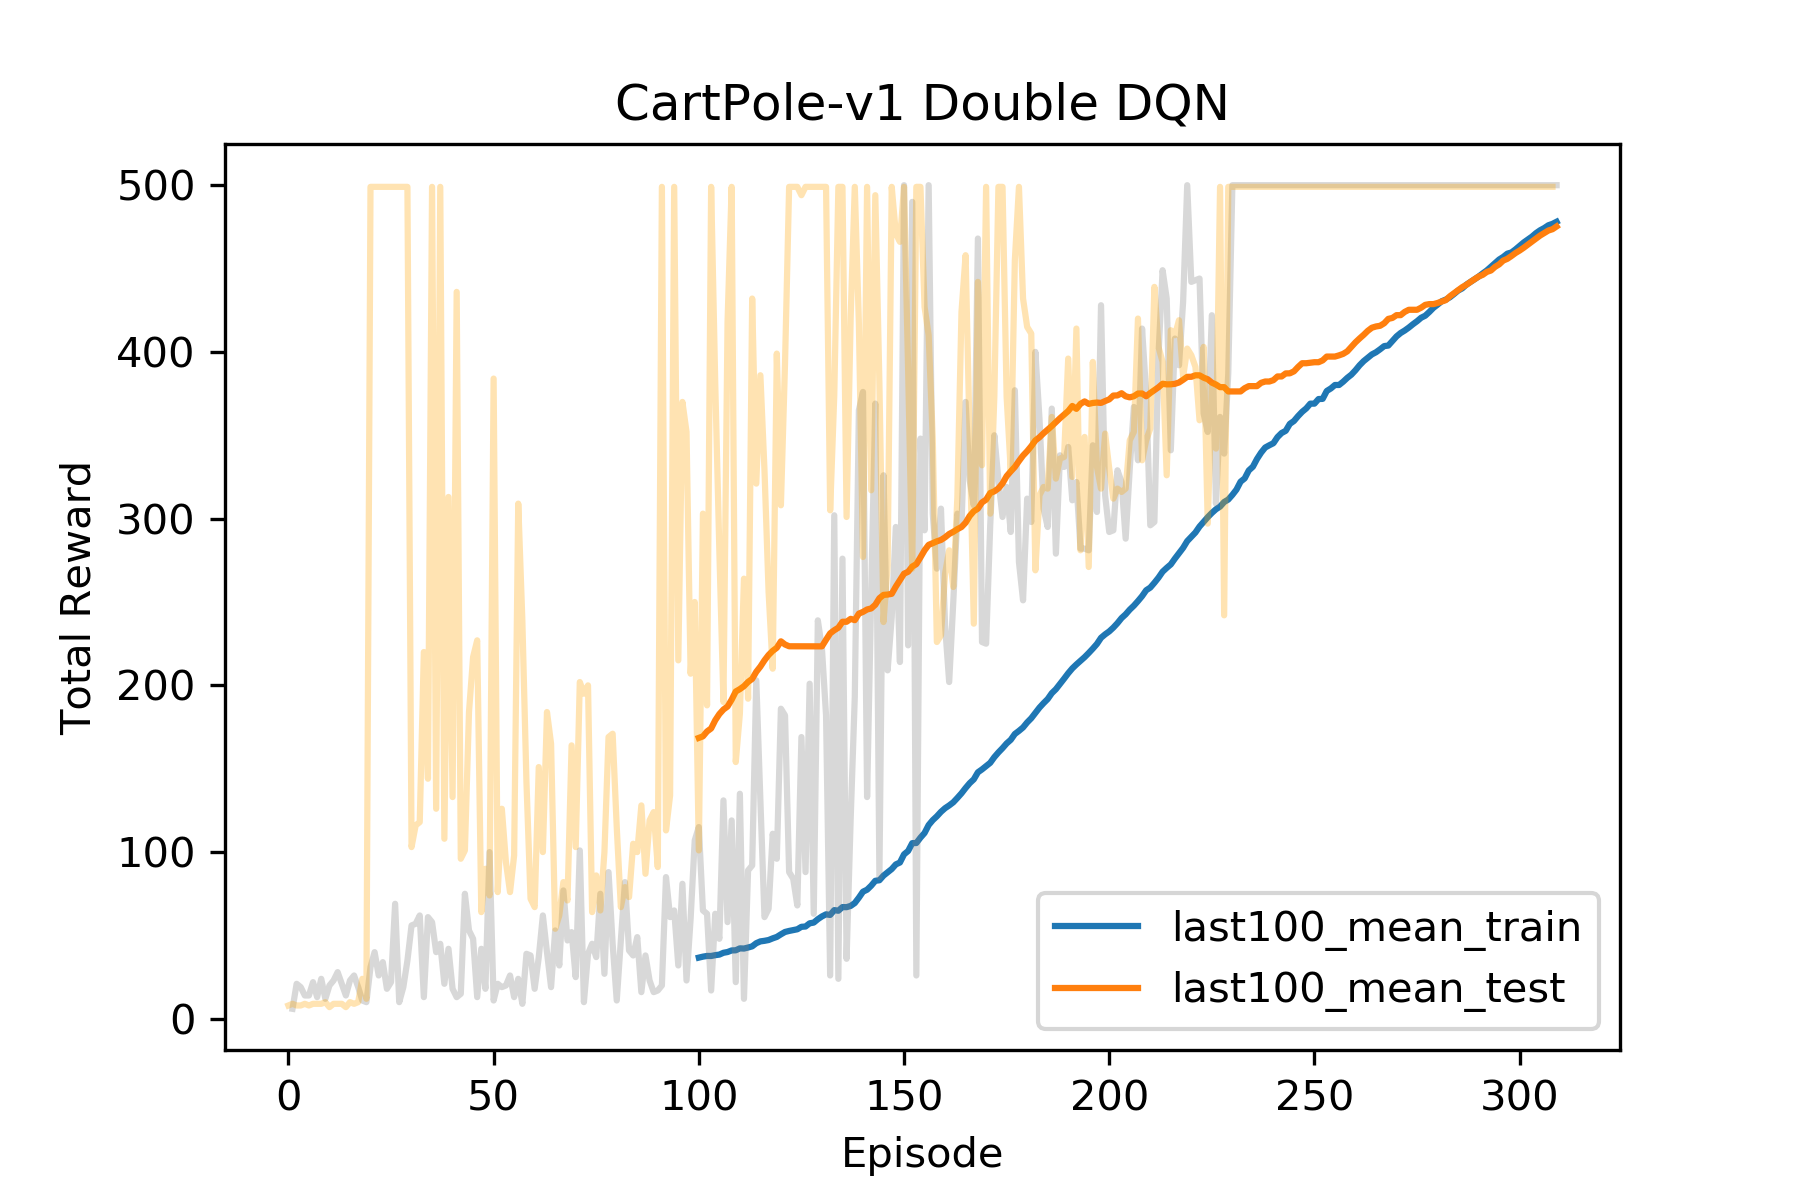 CartPole-v1 Double DQN
Total Reward
500
400
300
200
100
0
last100_mean_train
last100_mean_test
0 50 100 150 200 250 300
Episode